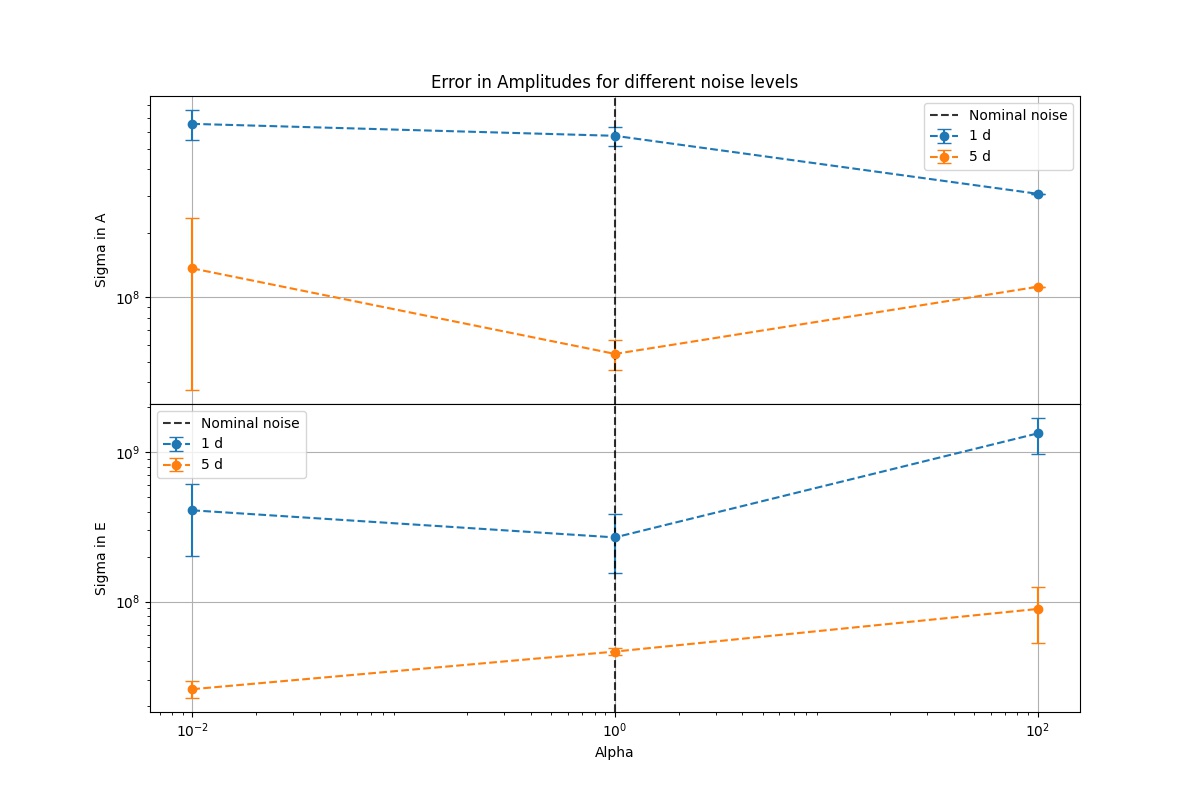 Error in Amplitudes for different noise levels
Nominal noise
1 d
5 d
Sigma in A
10⁸
Nominal noise
1 d
5 d
Sigma in E
10⁹
10⁸
10⁻² 10⁰ 10²
Alpha